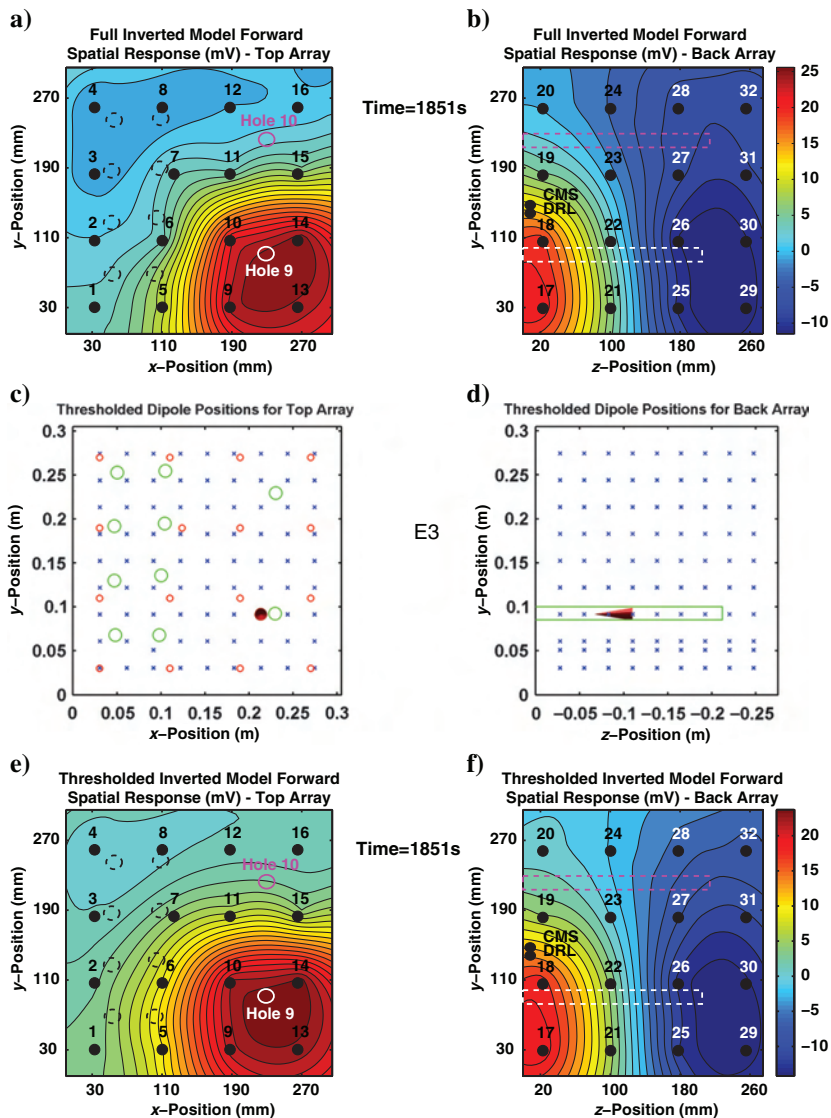 a)
Full Inverted Model Forward
Spatial Response (mV) - Top Array
4 8 12 16
Hole 10
3 7 11 15
2 6 10 14
Hole 9
1 5 9 13
270
190
110
30
y–Position (mm)
30 110 190 270
x–Position (mm)
Time=1851s
b)
Full Inverted Model Forward
Spatial Response (mV) - Back Array
20 24 28 32
19 23 27 31
CMS
DRL
18 22 26 30
17 21 25 29
270
190
110
30
y–Position (mm)
20 100 180 260
z–Position (mm)
25
20
15
10
5
0
−5
−10
c)
Thresholded Dipole Positions for Top Array
0.3
0.25
0.2
0.15
0.1
0.05
0
y–Position (m)
0 0.05 0.1 0.15 0.2 0.25 0.3
x–Position (m)
E3
d)
Thresholded Dipole Positions for Back Array
0.3
0.25
0.2
0.15
0.1
0.05
0
y–Position (m)
0 −0.05 −0.1 −0.15 −0.2 −0.25
z–Position (m)
e)
Thresholded Inverted Model Forward
Spatial Response (mV) - Top Array
4 8 12 16
Hole 10
3 7 11 15
2 6 10 14
Hole 9
1 5 9 13
270
190
110
30
y–Position (mm)
30 110 190 270
x–Position (mm)
Time=1851s
f)
Thresholded Inverted Model Forward
Spatial Response (mV) - Back Array
20 24 28 32
19 23 27 31
CMS
DRL
18 22 26 30
17 21 25 29
270
190
110
30
y–Position (mm)
20 100 180 260
z–Position (mm)
20
15
10
5
0
−5
−10